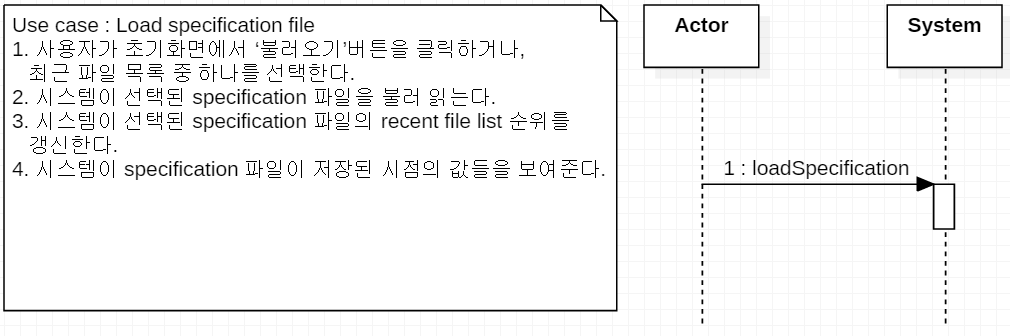 Use case : Load specification file
1. 사용자가 초기화면에서 ‘불러오기’버튼을 클릭하거나,
최근 파일 목록 중 하나를 선택한다.
2. 시스템이 선택된 specification 파일을 불러 읽는다.
3. 시스템이 선택된 specification 파일의 recent file list 순위를
갱신한다.
4. 시스템이 specification 파일이 저장된 시점의 값들을 보여준다.
Actor
System
1 : loadSpecification